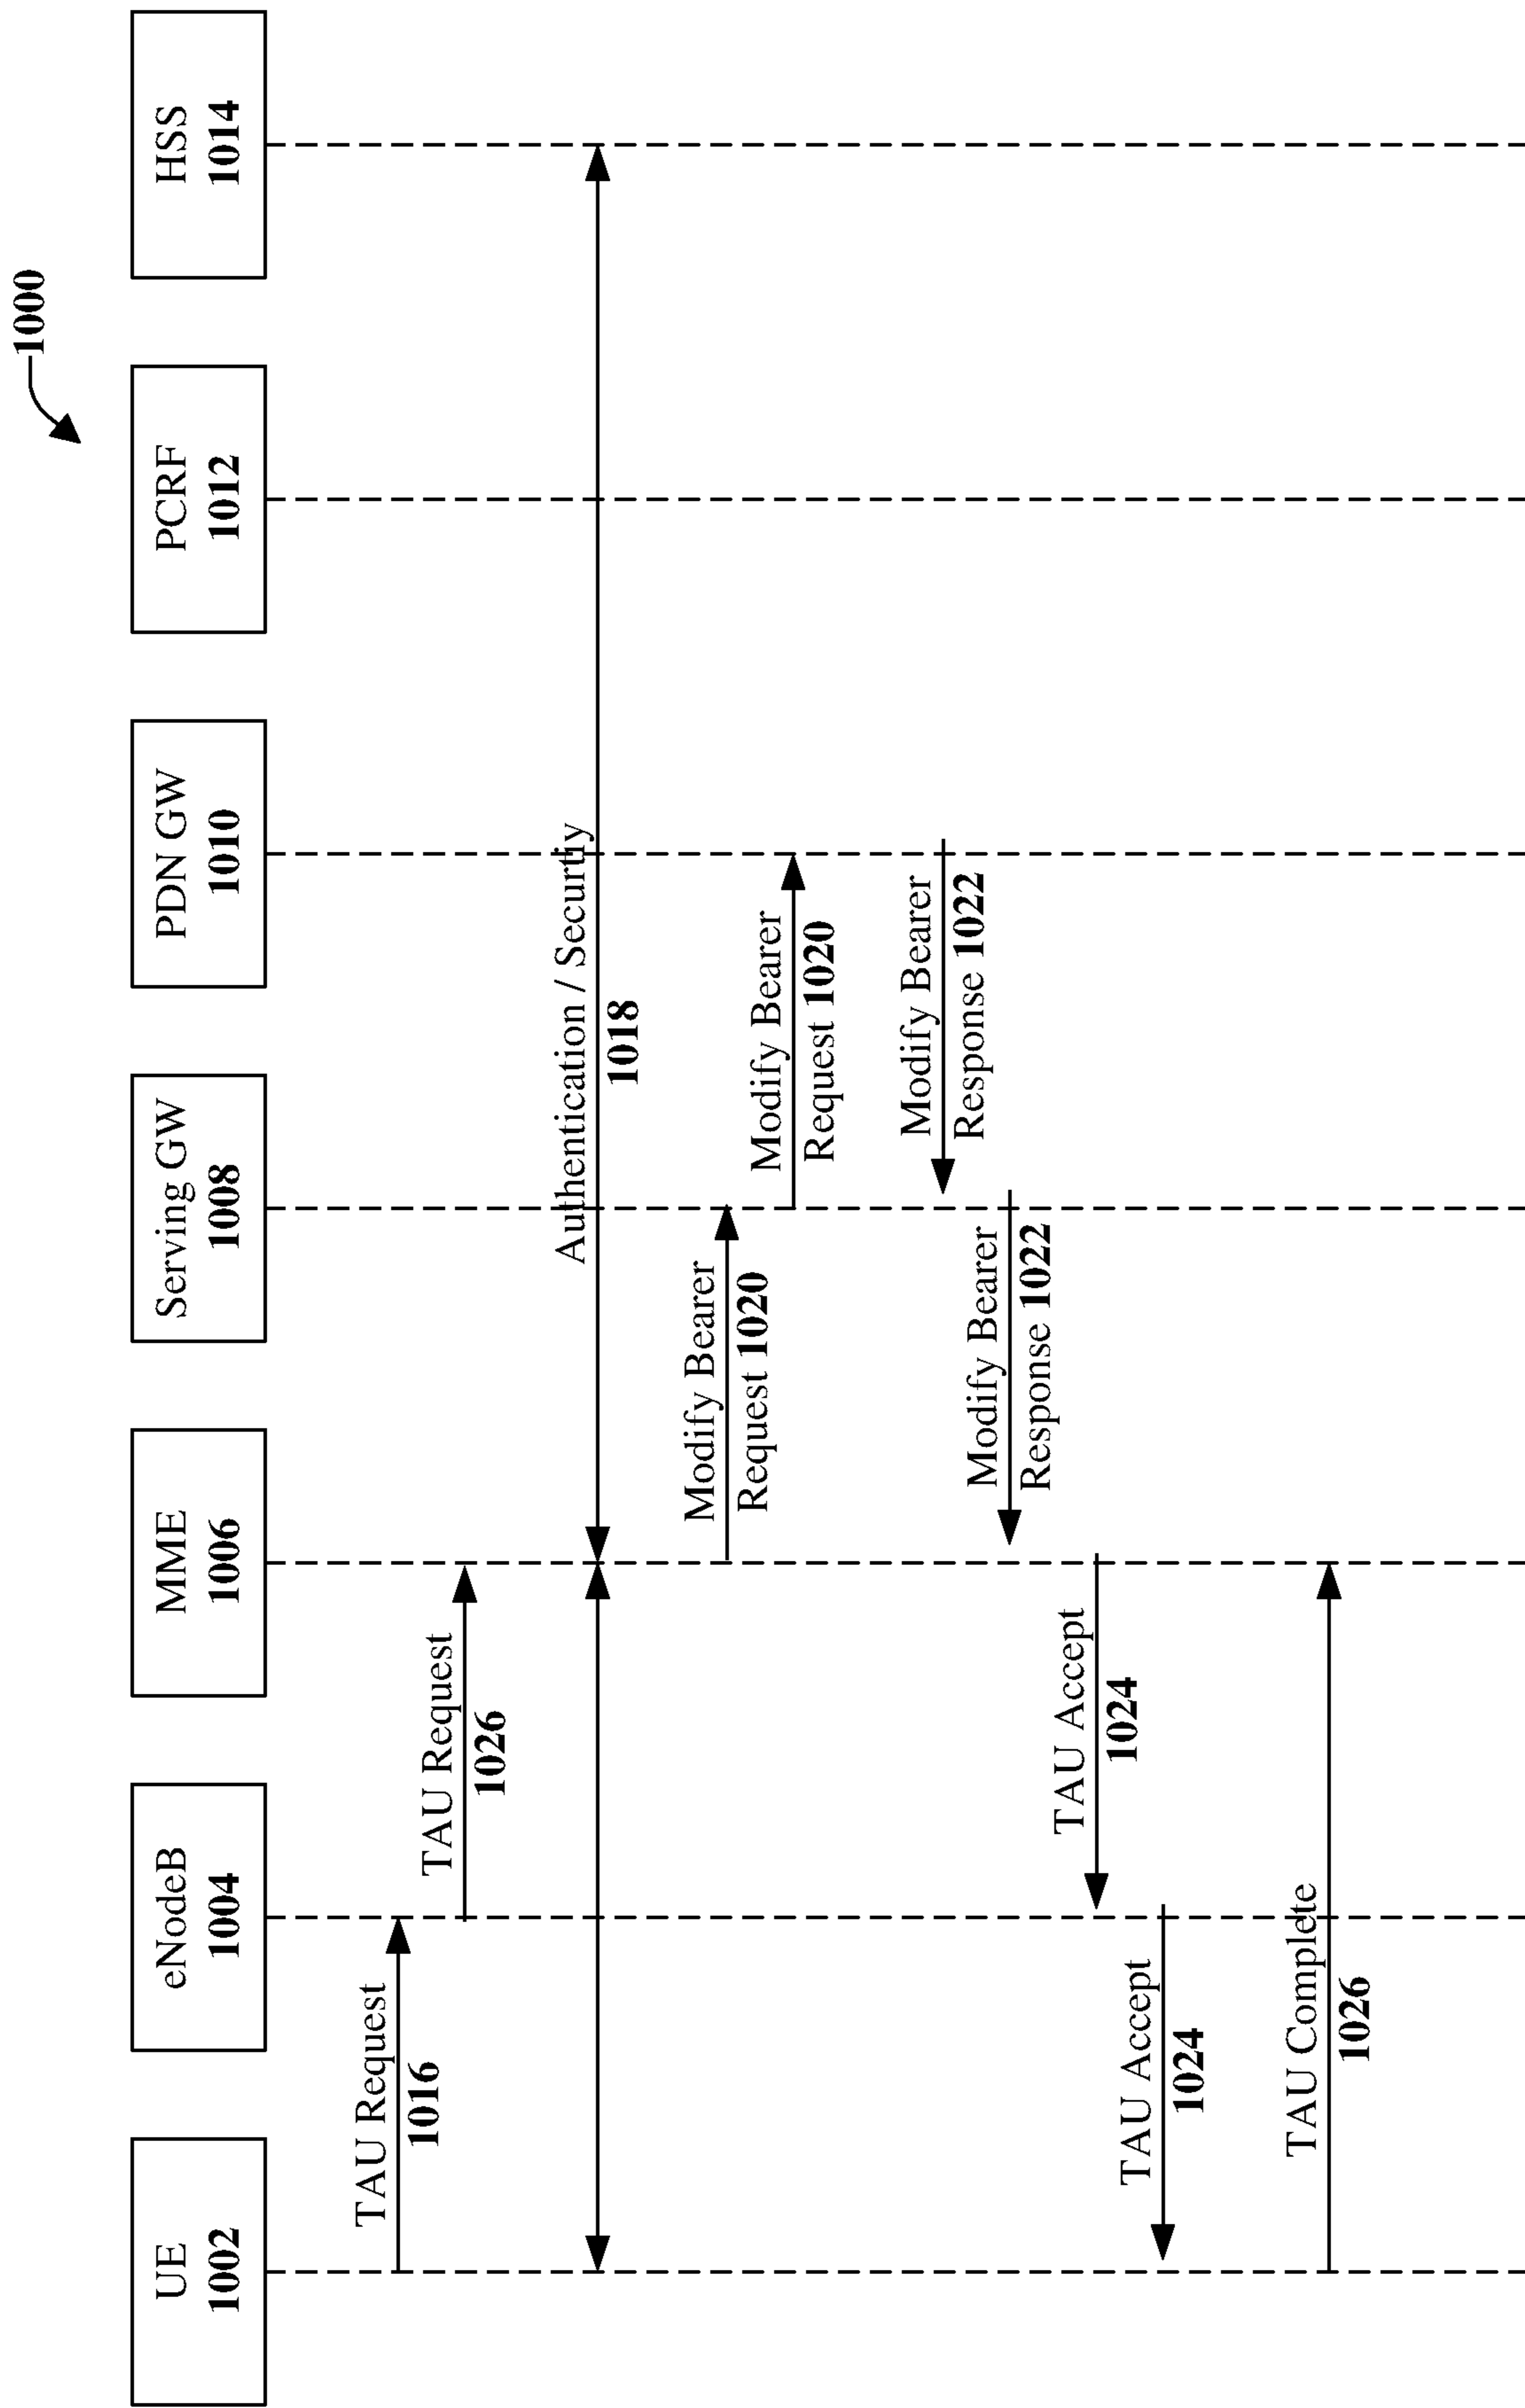 1000
UE
1002
eNodeB
1004
MME
1006
Serving GW
1008
PDN GW
1010
PCRF
1012
HSS
1014
TAU Request
1016
TAU Request
1026
Authentication / Securtiy
1018
Modify Bearer
Request 1020
Modify Bearer
Request 1020
Modify Bearer
Response 1022
Modify Bearer
Response 1022
TAU Accept
1024
TAU Accept
1024
TAU Complete
1026